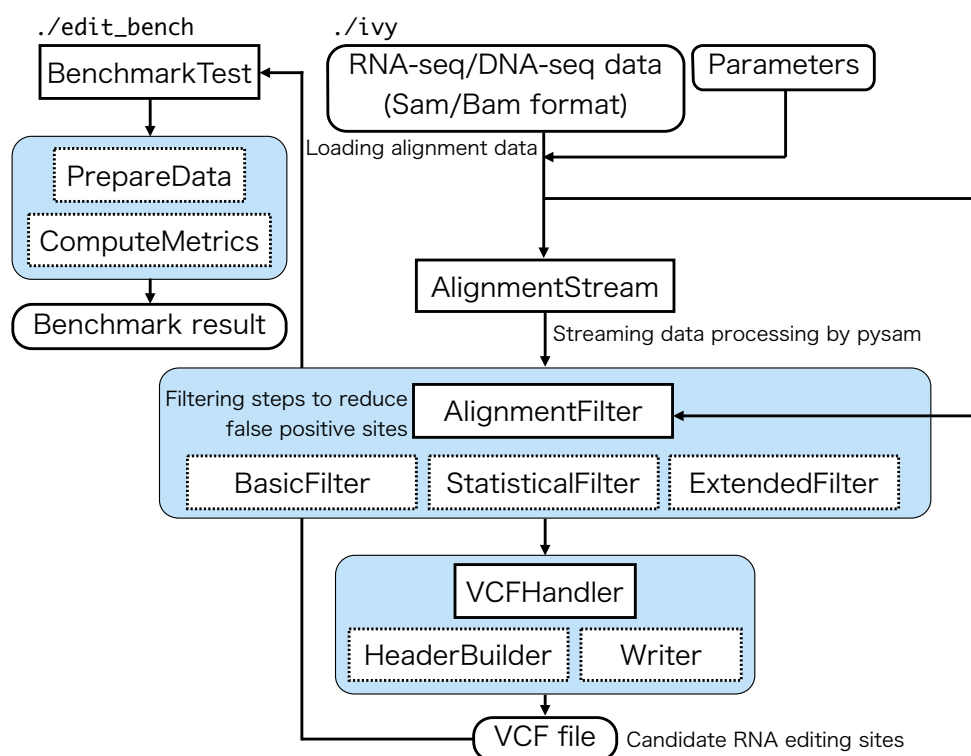 ./edit_bench
BenchmarkTest
PrepareData
ComputeMetrics
Benchmark result
./ivy
RNA-seq/DNA-seq data
(Sam/Bam format)
Parameters
Loading alignment data
AlignmentStream
Streaming data processing by pysam
Filtering steps to reduce
false positive sites
AlignmentFilter
BasicFilter
StatisticalFilter
ExtendedFilter
VCFHandler
HeaderBuilder
Writer
VCF file
Candidate RNA editing sites